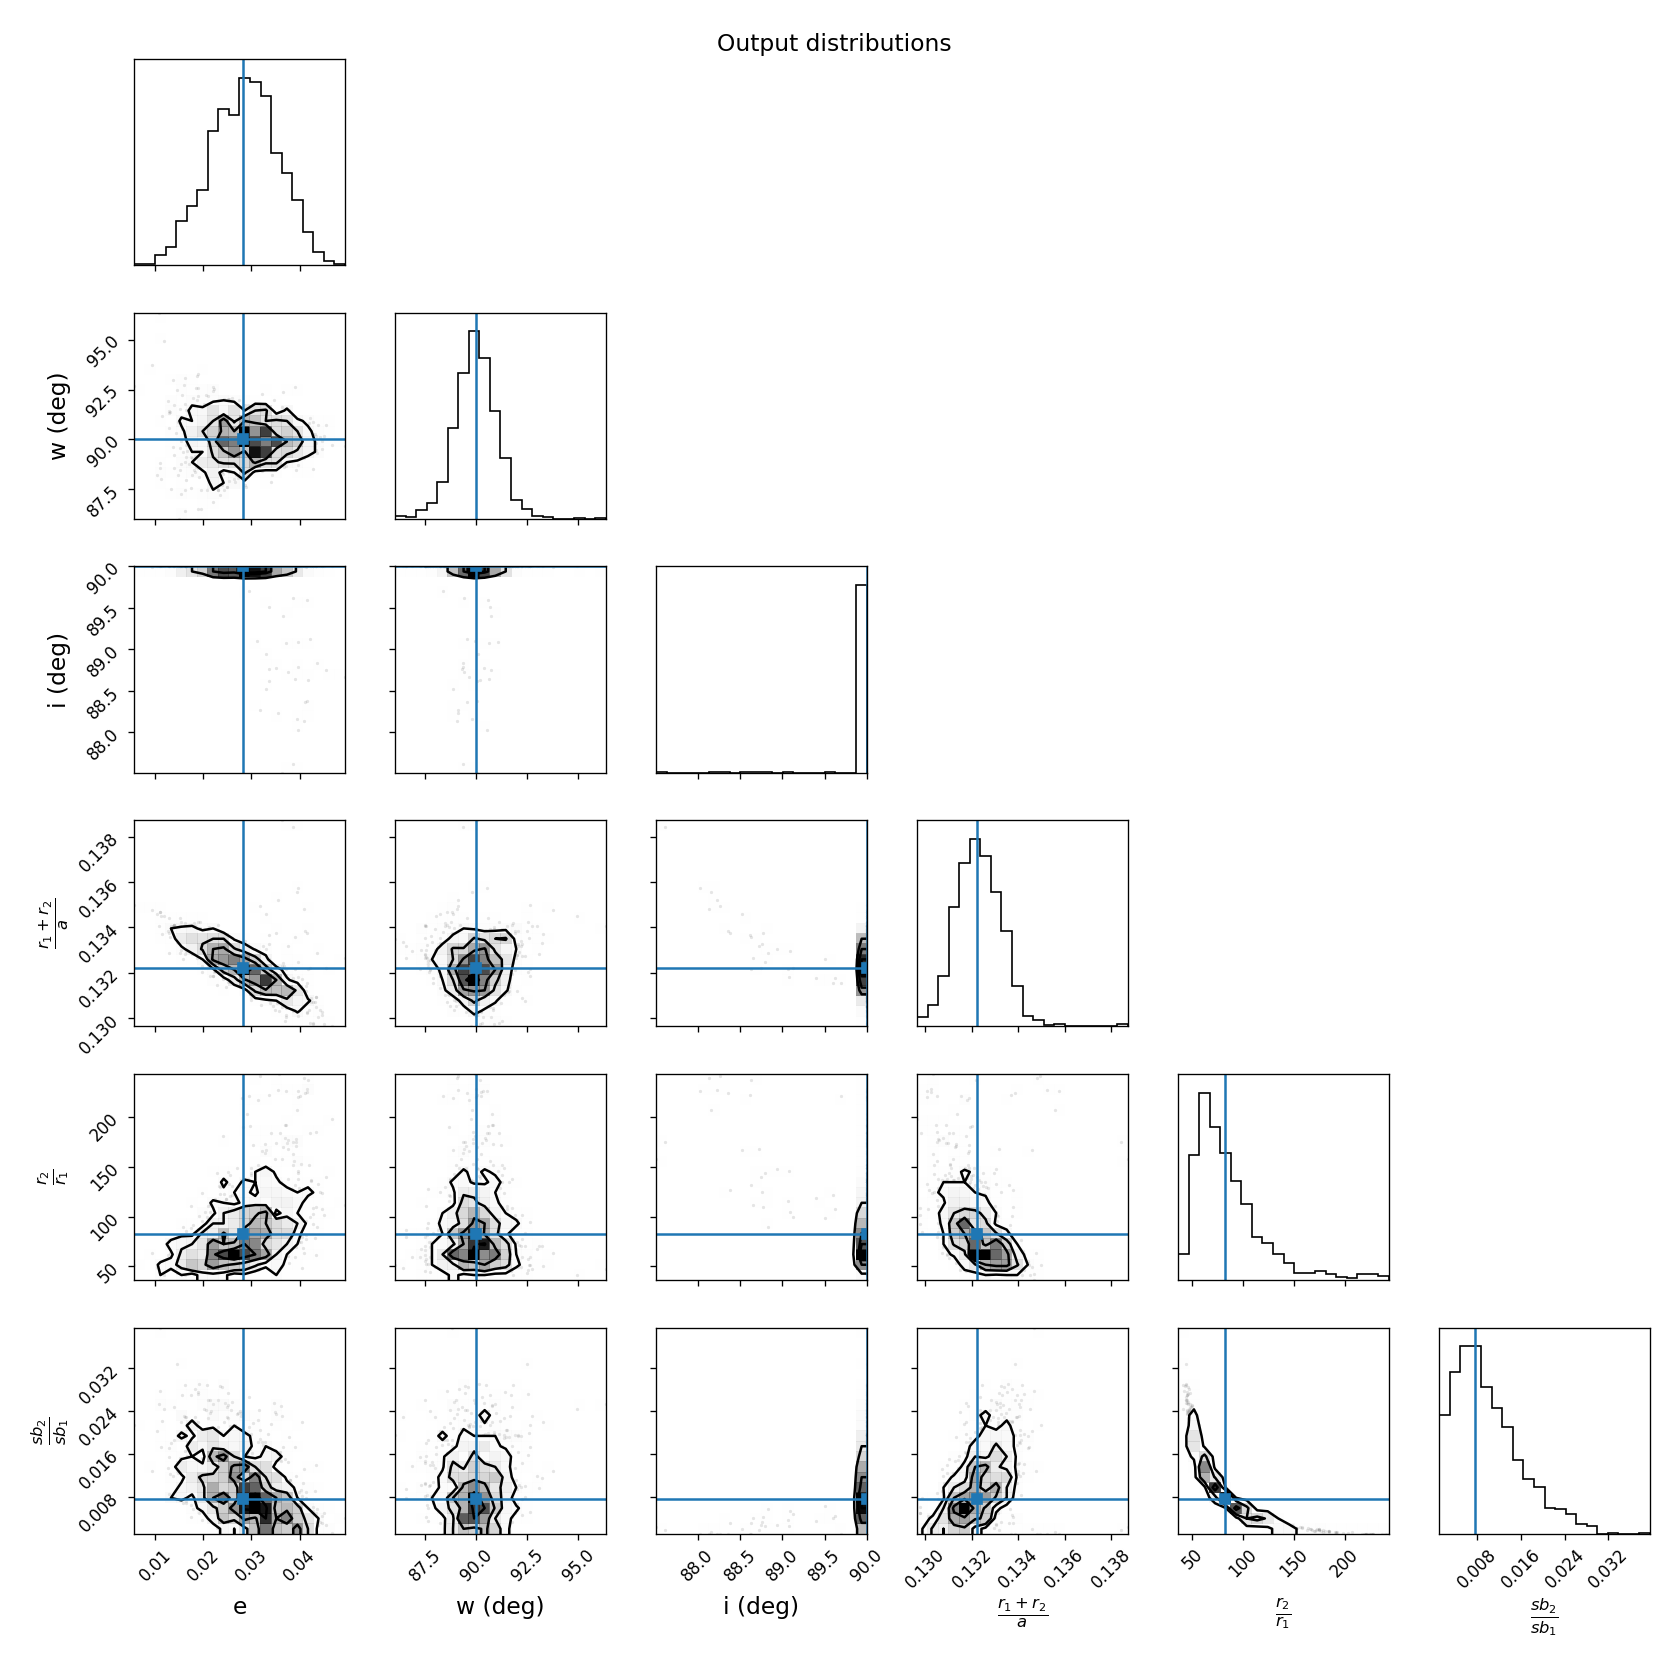 Output distributions
w (deg)
95.0
92.5
90.0
87.5
i (deg)
90.0
89.5
89.0
88.5
88.0
r₁ + r₂
a
0.138
0.136
0.134
0.132
0.130
r₂
r₁
200
150
100
50
sb₂
sb₁
0.032
0.024
0.016
0.008
0.01 0.02 0.03 0.04 87.5 90.0 92.5 95.0 88.0 88.5 89.0 89.5 90.0 0.130 0.132 0.134 0.136 0.138 50 100 150 200 0.008 0.016 0.024 0.032
e w (deg) i (deg) r₁ + r₂ r₂ sb₂
a r₁ sb₁